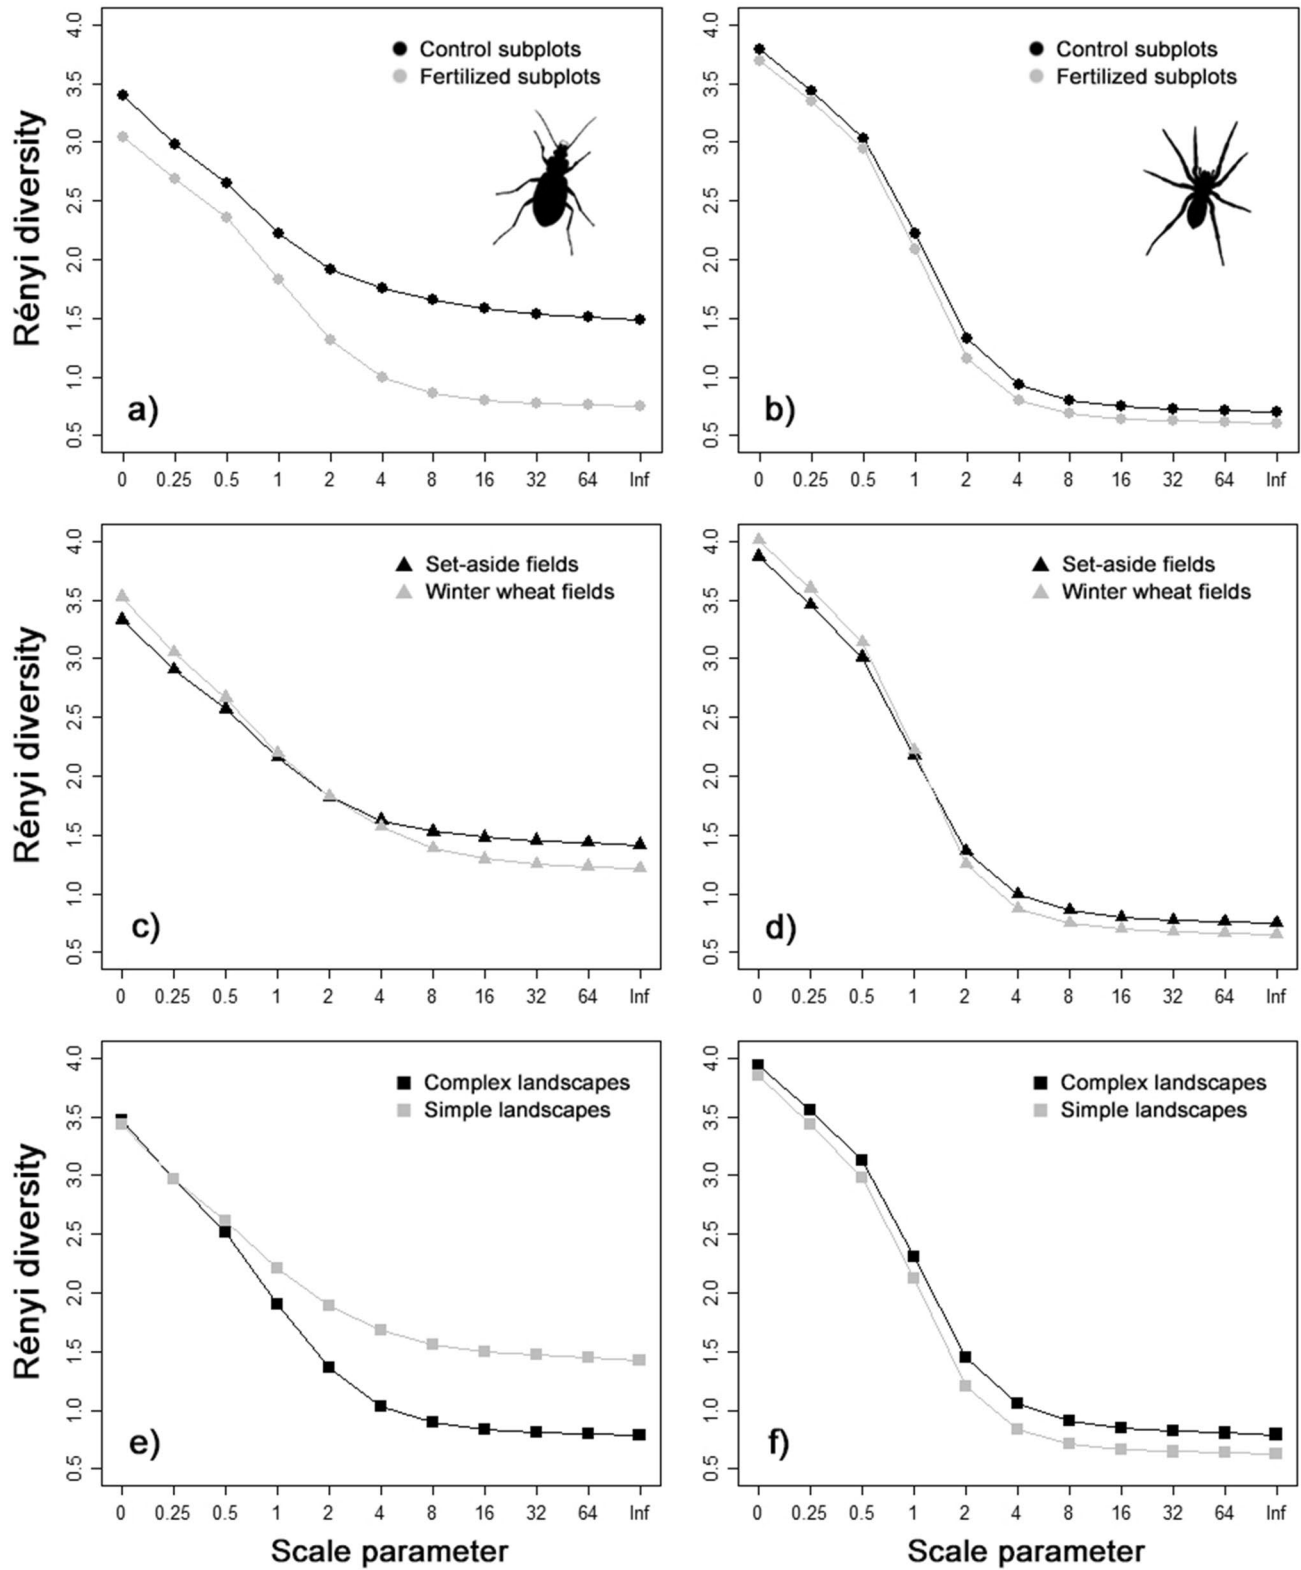 Control subplots
Fertilized subplots
Rényi diversity
4.0
3.5
3.0
2.5
2.0
1.5
1.0
0.5
a)
0 0.25 0.5 1 2 4 8 16 32 64 Inf
Control subplots
Fertilized subplots
4.0
3.5
3.0
2.5
2.0
1.5
1.0
0.5
b)
0 0.25 0.5 1 2 4 8 16 32 64 Inf
Set-aside fields
Winter wheat fields
Rényi diversity
4.0
3.5
3.0
2.5
2.0
1.5
1.0
0.5
c)
0 0.25 0.5 1 2 4 8 16 32 64 Inf
Set-aside fields
Winter wheat fields
4.0
3.5
3.0
2.5
2.0
1.5
1.0
0.5
d)
0 0.25 0.5 1 2 4 8 16 32 64 Inf
Complex landscapes
Simple landscapes
Rényi diversity
4.0
3.5
3.0
2.5
2.0
1.5
1.0
0.5
e)
0 0.25 0.5 1 2 4 8 16 32 64 Inf
Scale parameter
Complex landscapes
Simple landscapes
4.0
3.5
3.0
2.5
2.0
1.5
1.0
0.5
f)
0 0.25 0.5 1 2 4 8 16 32 64 Inf
Scale parameter